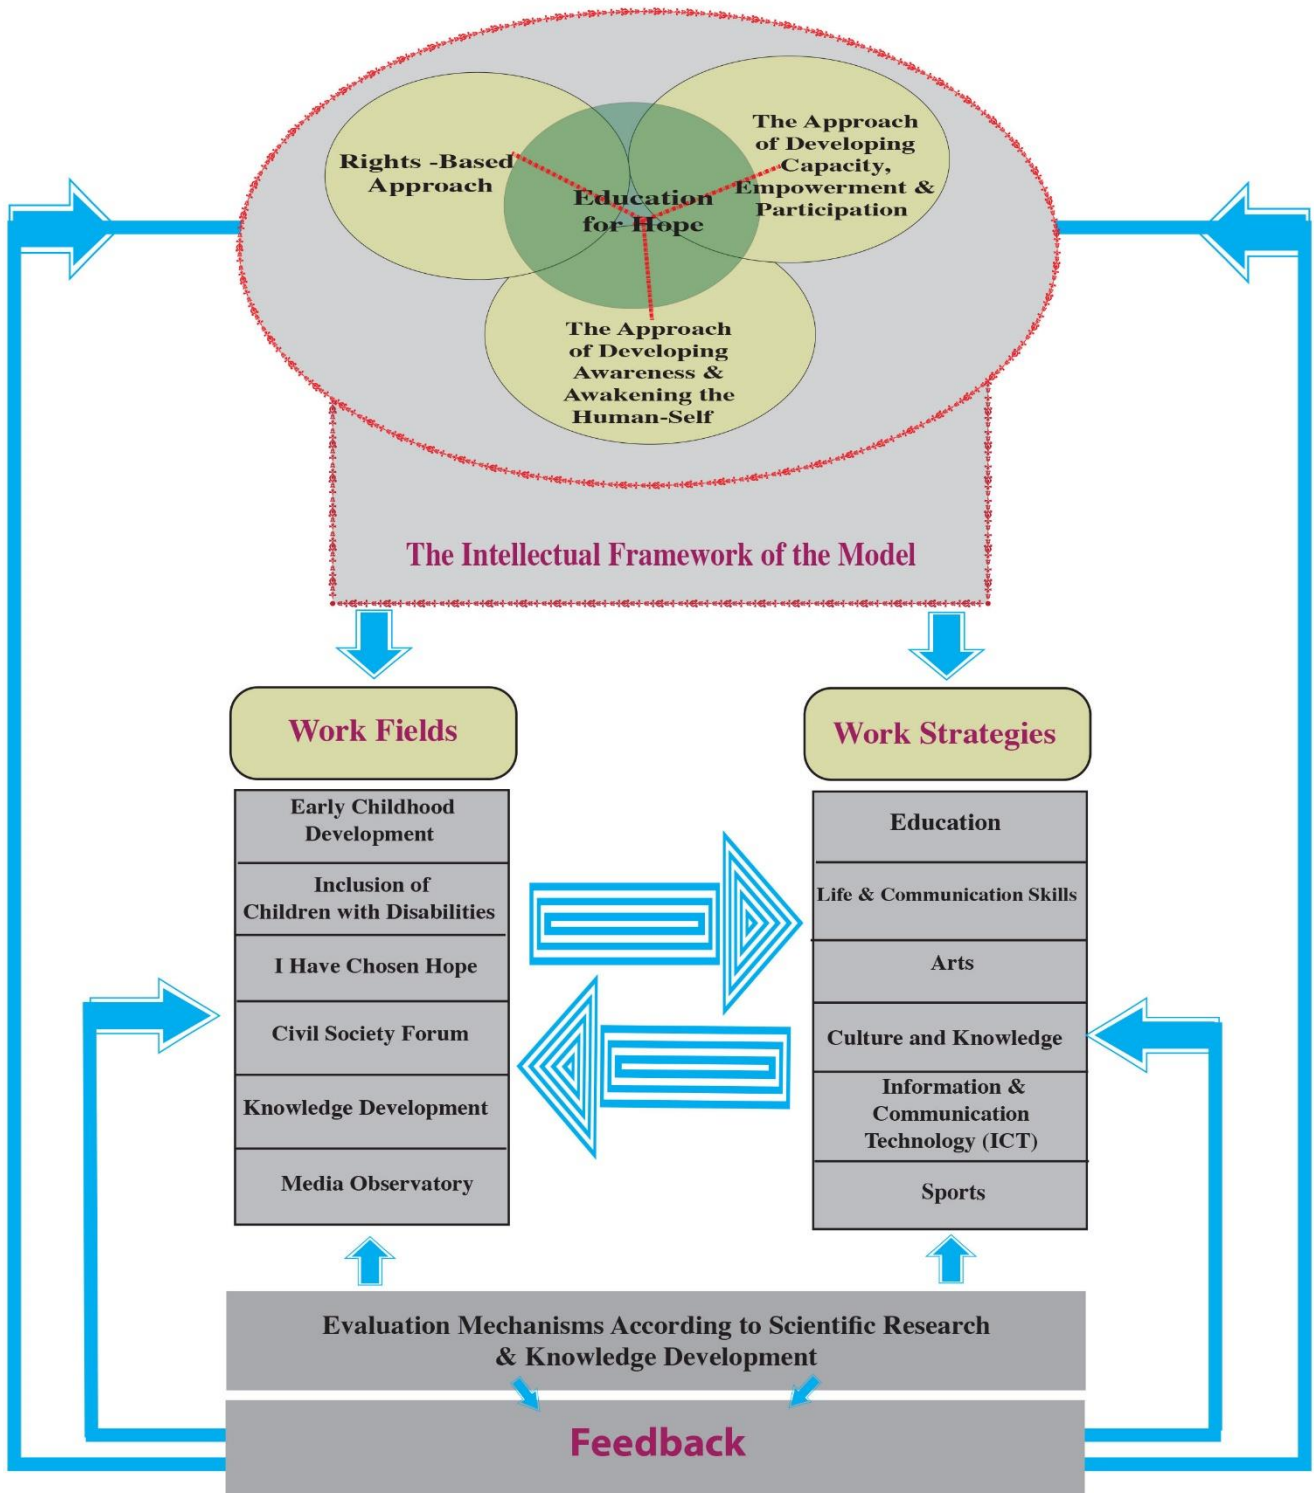 Rights -Based
Approach
The Approach
of Developing
Capacity,
Empowerment &
Participation
Education
for Hope
The Approach
of Developing
Awareness &
Awakening the
Human-Self
The Intellectual Framework of the Model
Work Fields
Early Childhood
Development
Inclusion of
Children with Disabilities
I Have Chosen Hope
Civil Society Forum
Knowledge Development
Media Observatory
Work Strategies
Education
Life & Communication Skills
Arts
Culture and Knowledge
Information &
Communication
Technology (ICT)
Sports
Evaluation Mechanisms According to Scientific Research
& Knowledge Development
Feedback